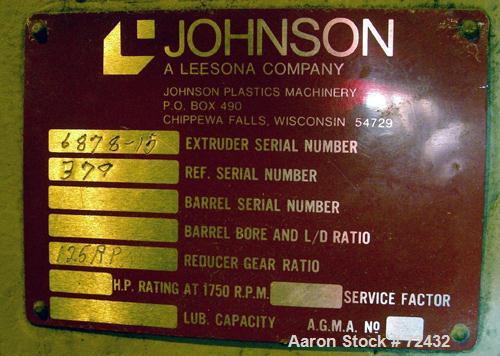 JOHNSON
A LEESONA COMPANY
JOHNSON PLASTICS MACHINERY
P.O. BOX 490
CHIPPEWA FALLS, WISCONSIN 54729
6878-15 EXTRUDER SERIAL NUMBER
379 REF. SERIAL NUMBER
BARREL SERIAL NUMBER
BARREL BORE AND L/D RATIO
REDUCER GEAR RATIO
H.P. RATING AT 1750 R.P.M. SERVICE FACTOR
LUB. CAPACITY A.G.M.A. NO
Aaron Stock # 72432